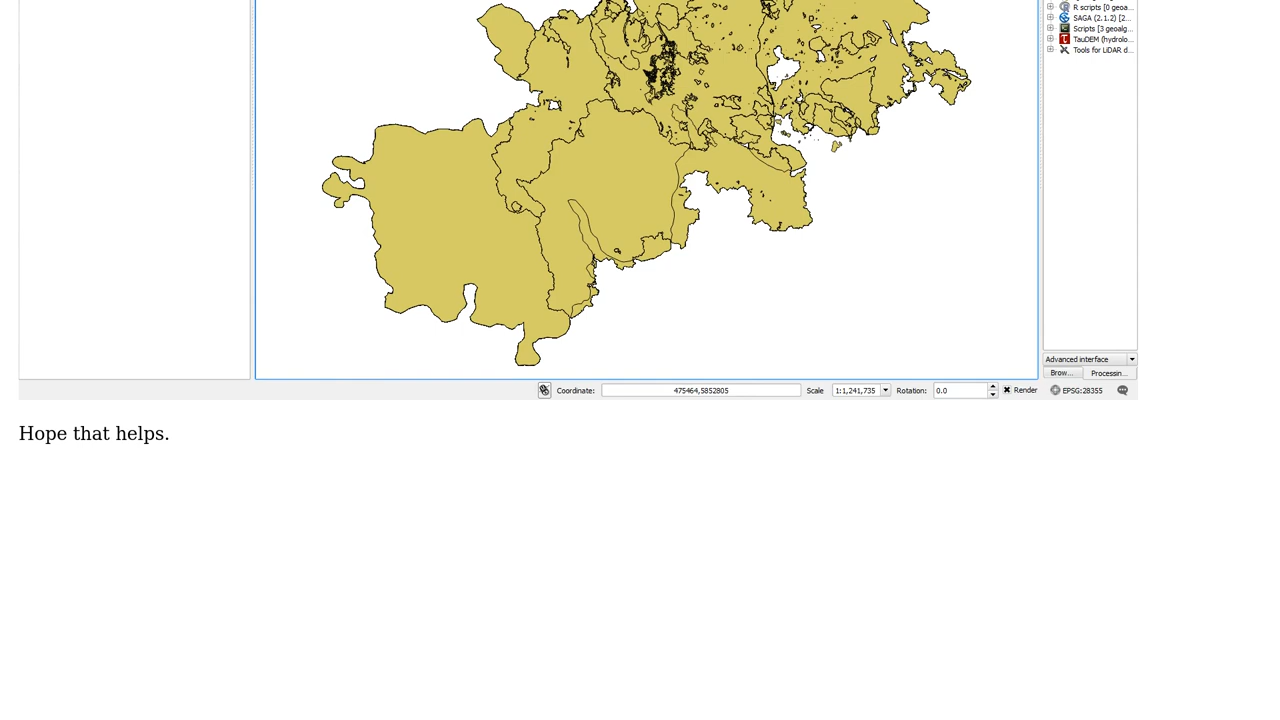 R scripts [0 geoa...
SAGA (2.1.2) [2...
Scripts [3 geoalg...
TauDEM (hydrolo...
Tools for LiDAR d...
Advanced interface
Brow... Processin...
Coordinate: 475464,5852805 Scale 1:1,241,735 Rotation: 0.0 Render EPSG:28355
Hope that helps.